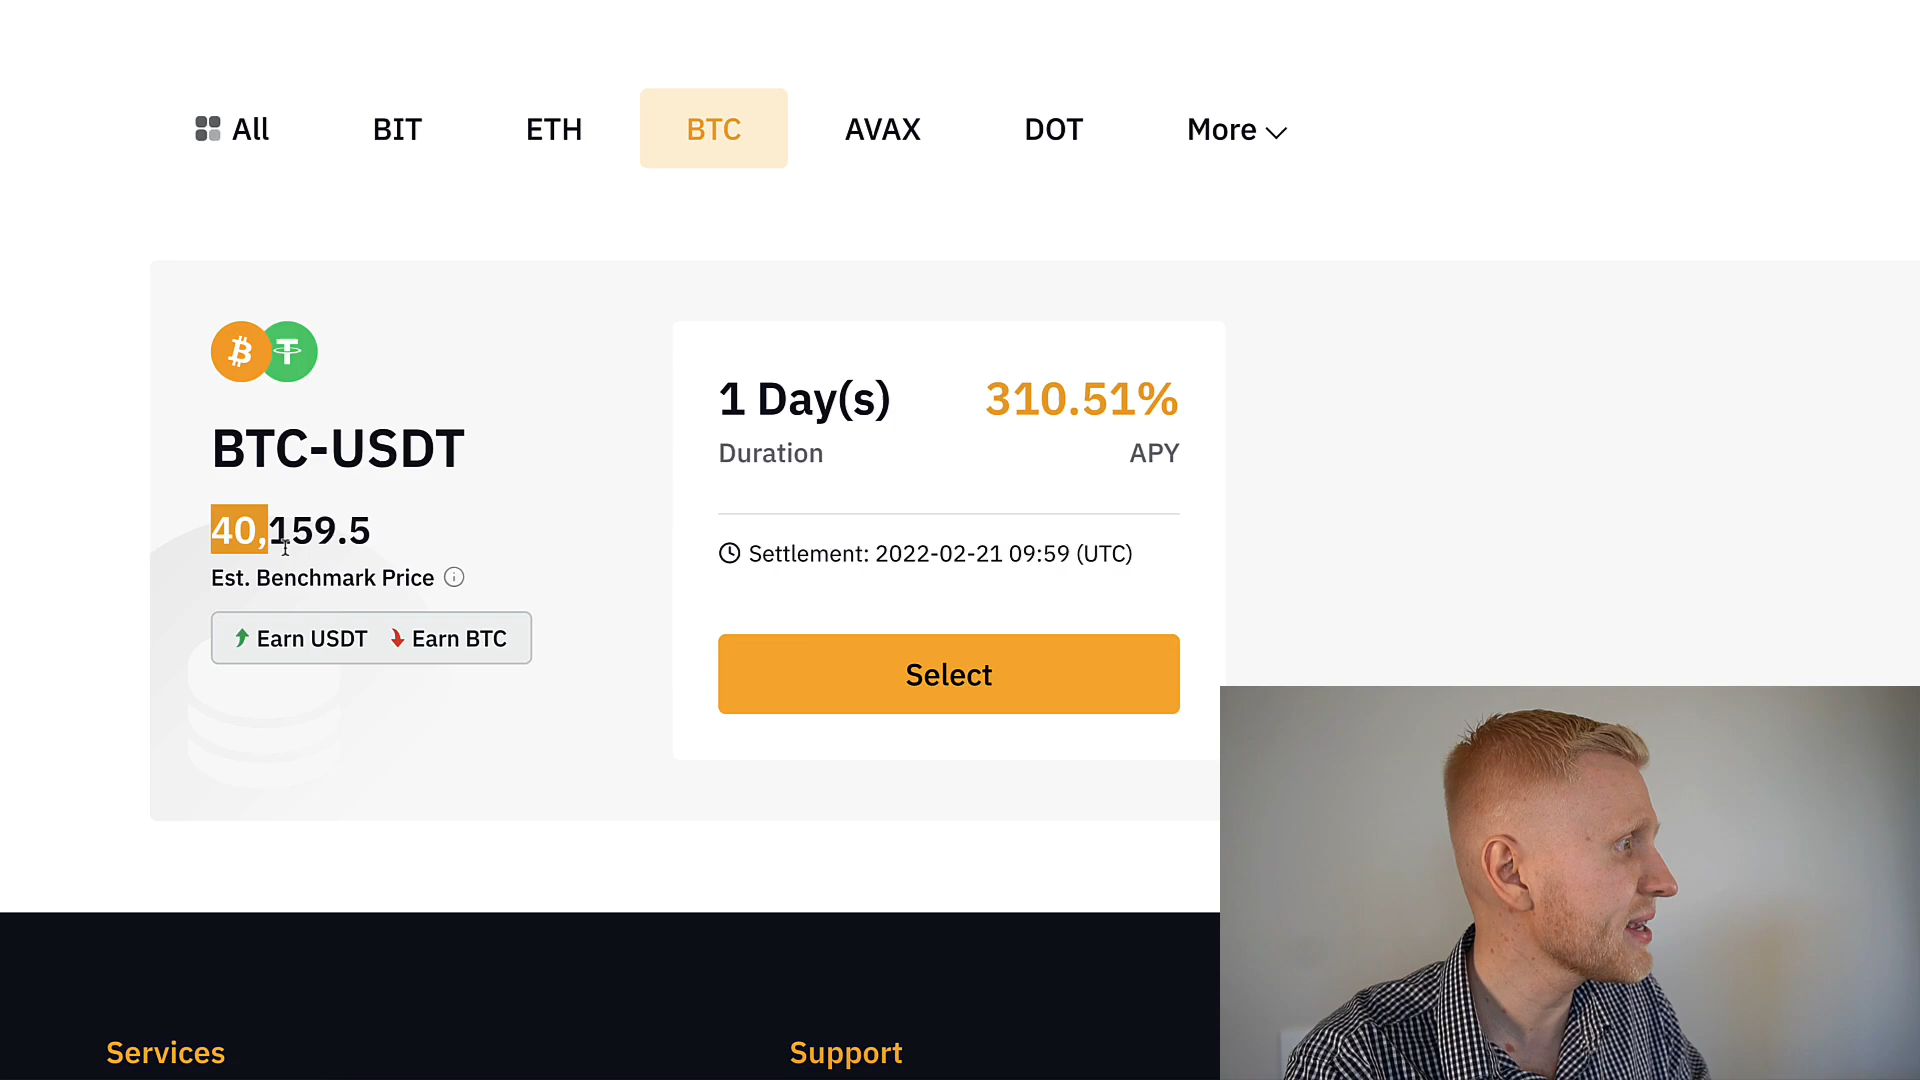 All BIT ETH BTC AVAX DOT More
BTC-USDT
40,159.5
Est. Benchmark Price
Earn USDT Earn BTC
1 Day(s) 310.51%
Duration APY
Settlement: 2022-02-21 09:59 (UTC)
Select
Services Support